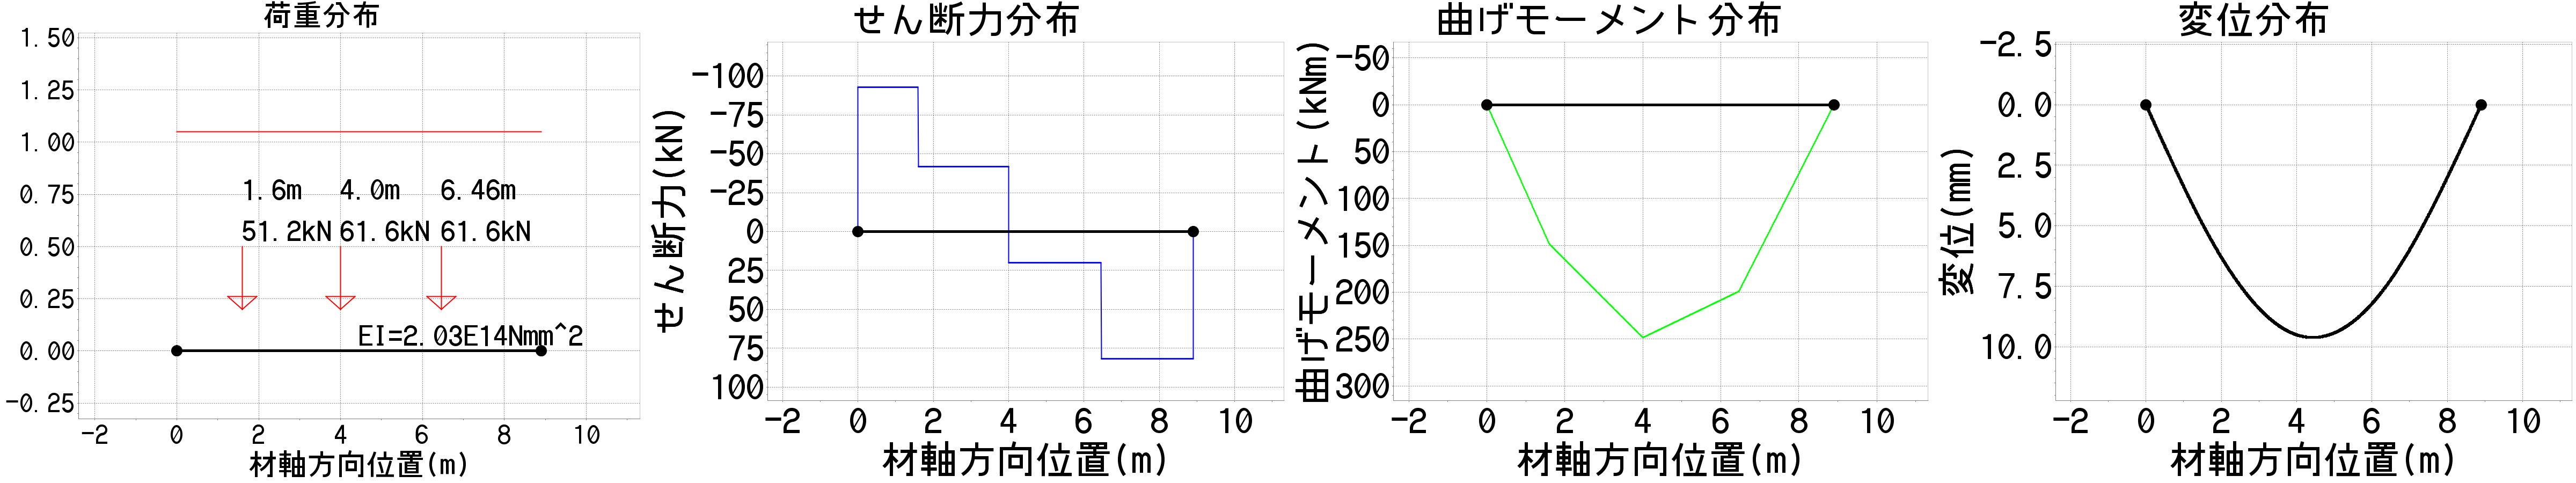 荷重分布
1.50
1.25
1.00
0.75
0.50
0.25
0.00
-0.25
1.6m 4.0m 6.46m
51.2kN 61.6kN 61.6kN
EI=2.03E14Nmm^2
-2 0 2 4 6 8 10
材軸方向位置(m)
せん断力分布
せん断力(kN)
-100
-75
-50
-25
0
25
50
75
100
-2 0 2 4 6 8 10
材軸方向位置(m)
曲げモーメント分布
曲げモーメント(kNm)
-50
0
50
100
150
200
250
300
-2 0 2 4 6 8 10
材軸方向位置(m)
変位分布
変位(mm)
-2.5
0.0
2.5
5.0
7.5
10.0
-2 0 2 4 6 8 10
材軸方向位置(m)